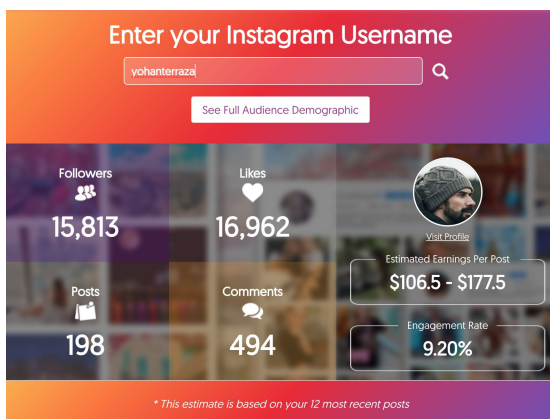 Enter your Instagram Username
yohanterraza
See Full Audience Demographic
Followers
15,813
Likes
16,962
Visit Profile
Estimated Earnings Per Post
$106.5 - $177.5
Posts
198
Comments
494
Engagement Rate
9.20%
* This estimate is based on your 12 most recent posts